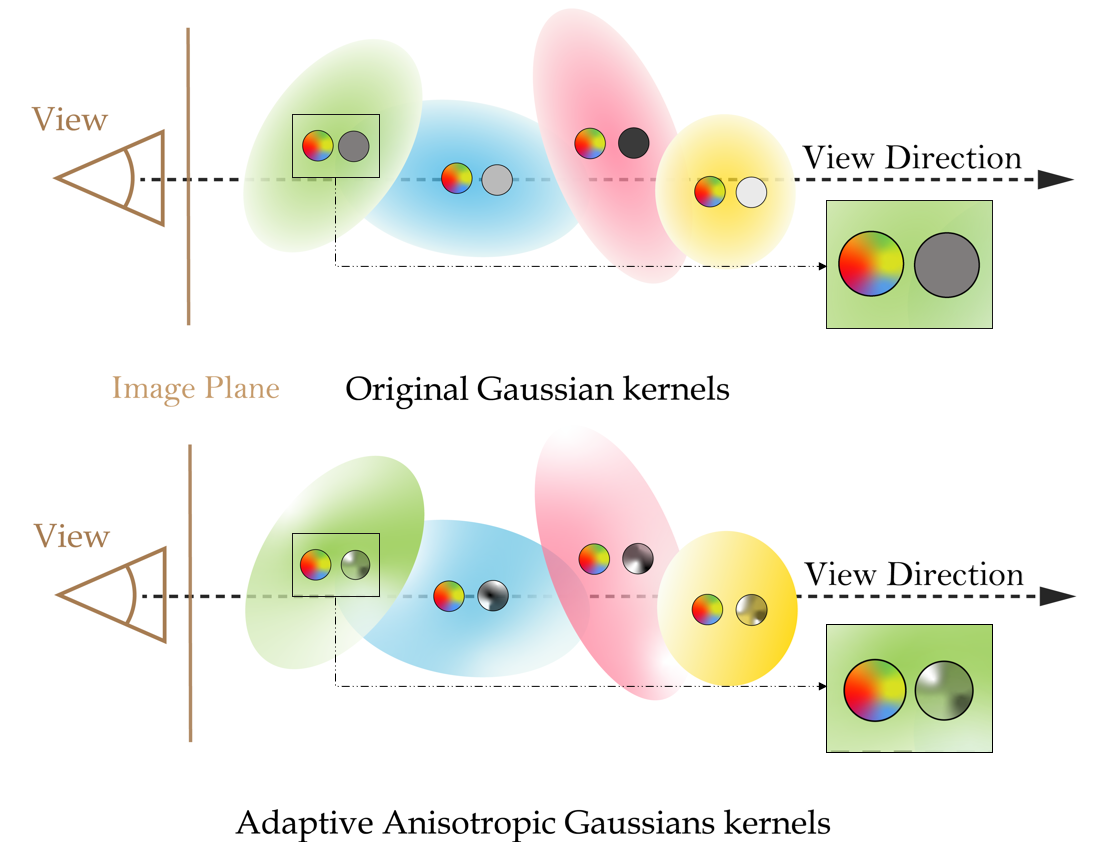 View
View Direction
Image Plane
Original Gaussian kernels
View
View Direction
Adaptive Anisotropic Gaussians kernels